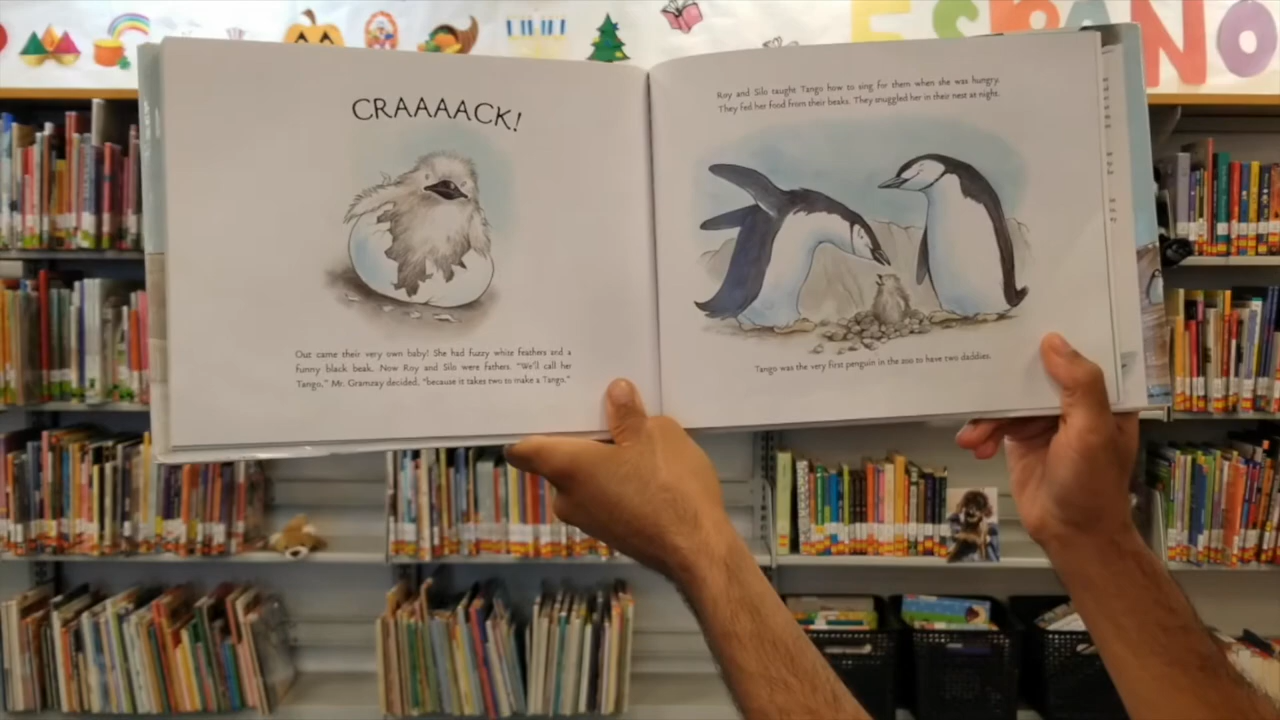 ESPAÑO
CRAAAACK!
Out came their very own baby! She had fuzzy white feathers and a
funny black beak. Now Roy and Silo were fathers. "We'll call her
Tango," Mr. Gramzay decided, "because it takes two to make a Tango."
Roy and Silo taught Tango how to sing for them when she was hungry.
They fed her food from their beaks. They snuggled her in their nest at night.
Tango was the very first penguin in the zoo to have two daddies.